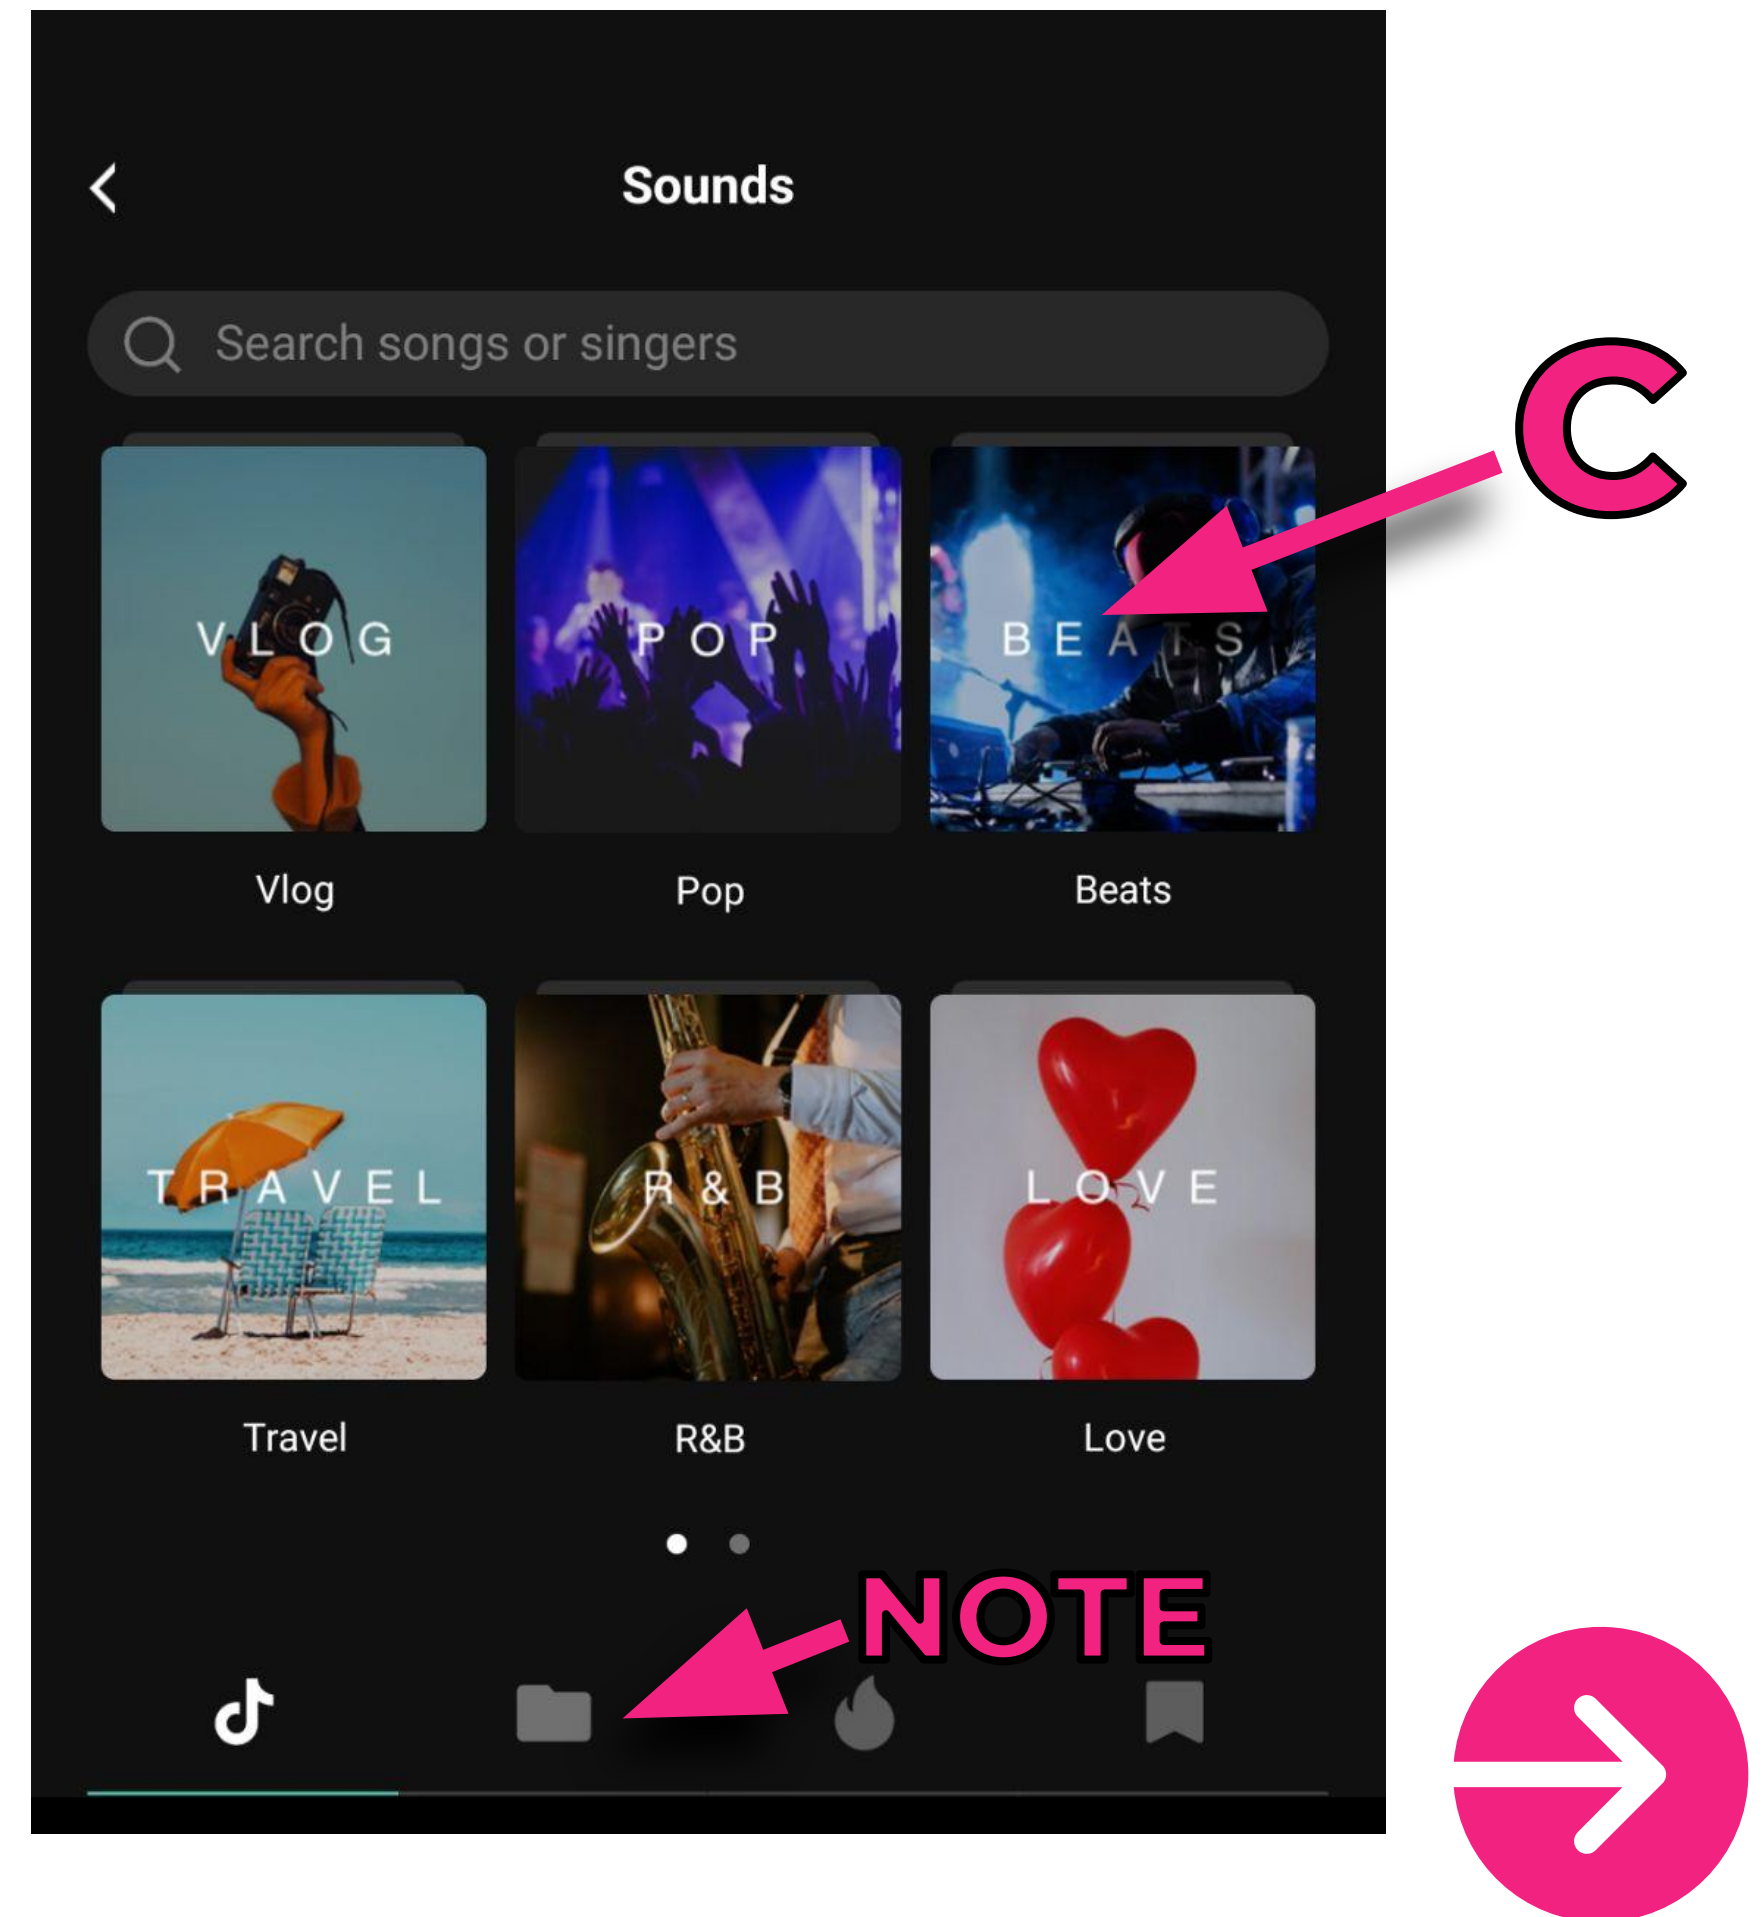 Sounds
Search songs or singers
C
VLOG POP BEATS
Vlog Pop Beats
TRAVEL R&B LOVE
Travel R&B Love
NOTE